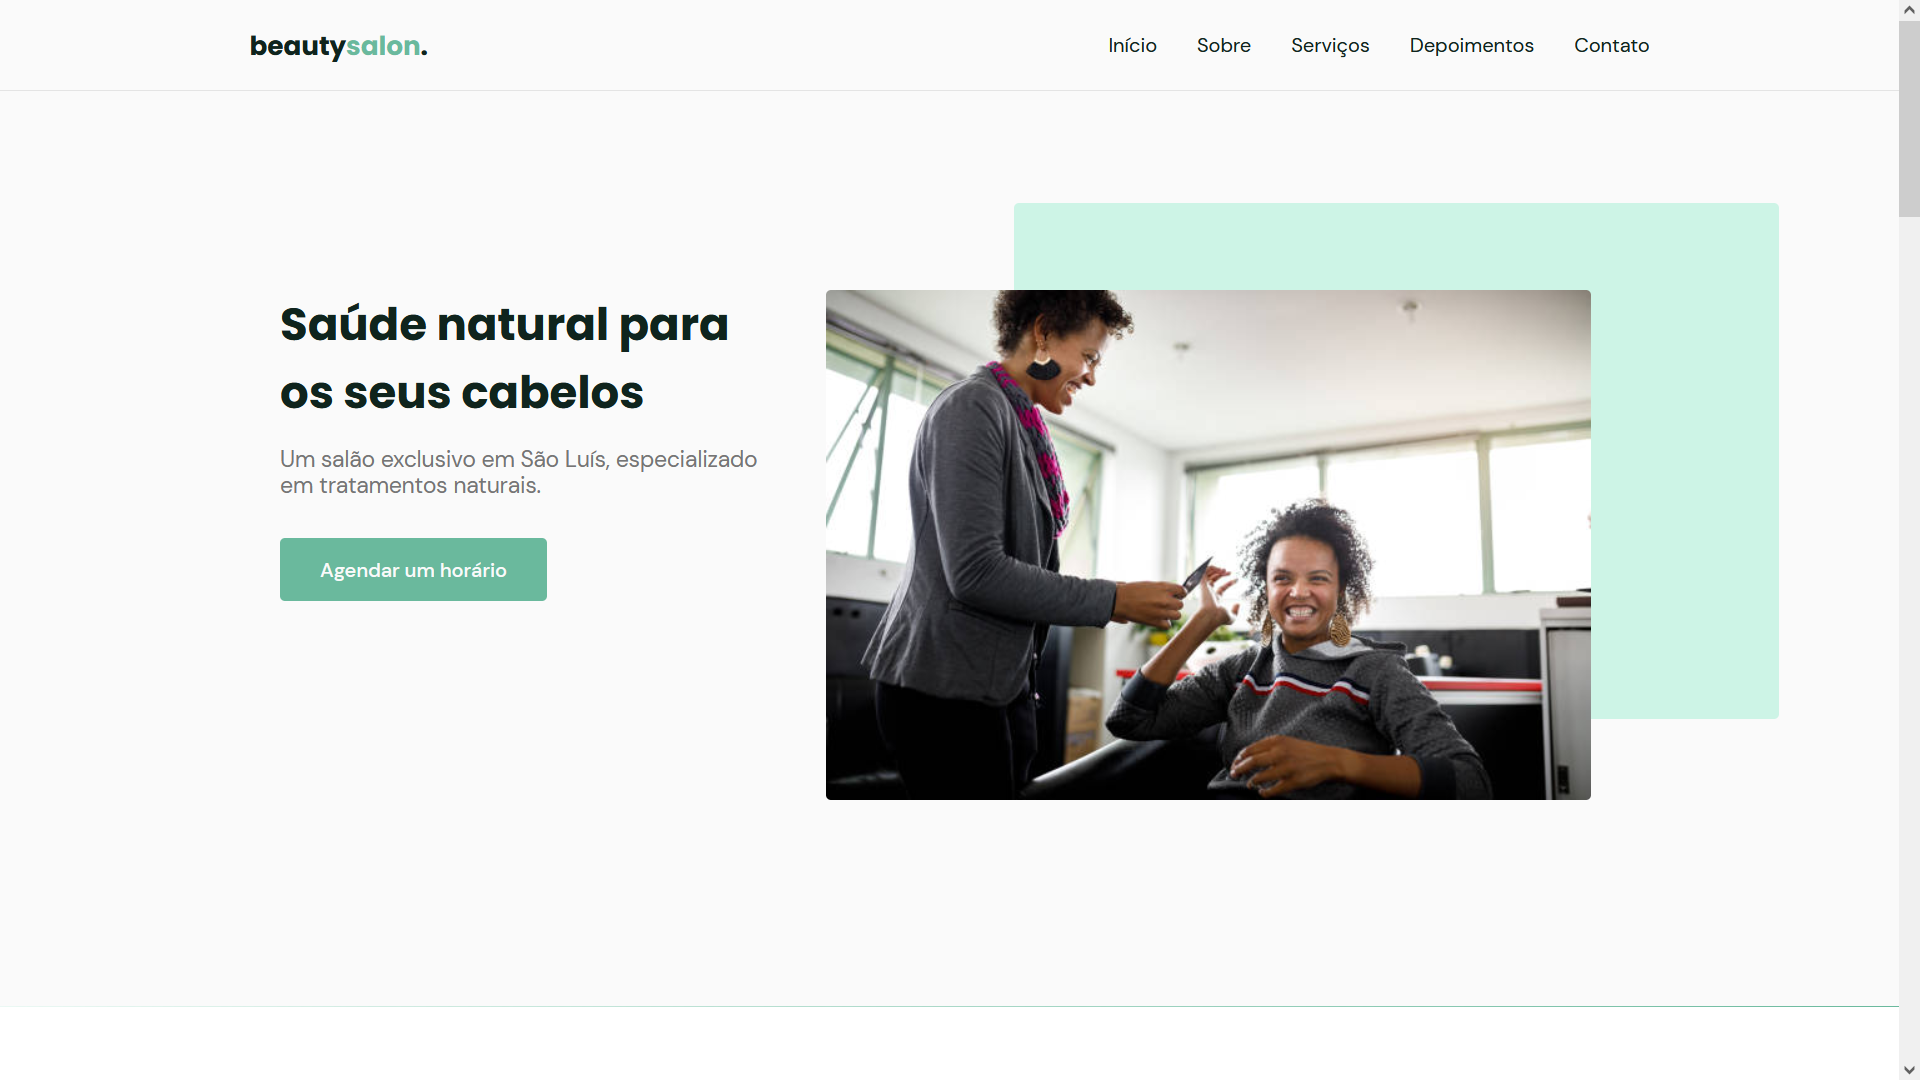 beautysalon.
Início Sobre Serviços Depoimentos Contato
Saúde natural para
os seus cabelos
Um salão exclusivo em São Luís, especializado
em tratamentos naturais.
Agendar um horário